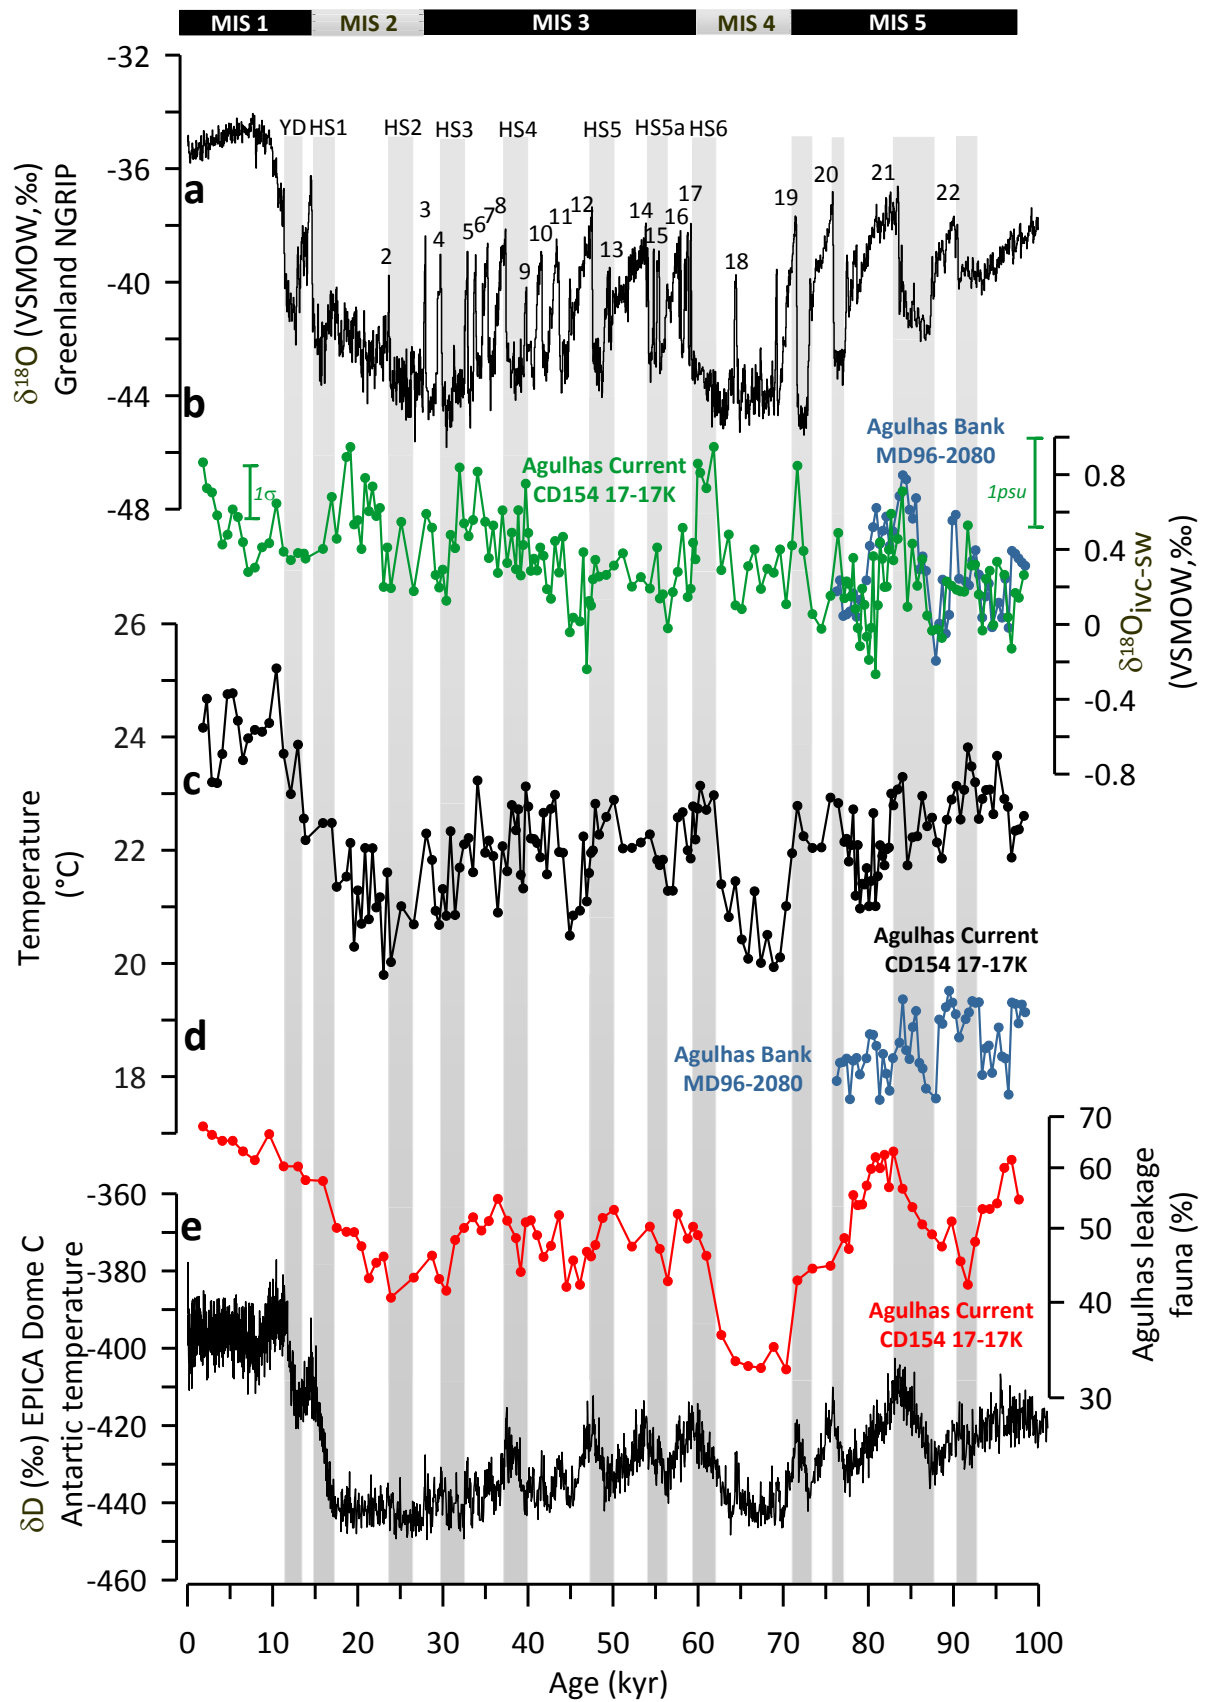 MIS 1 MIS 2 MIS 3 MIS 4 MIS 5
-32
-36
-40
-44
-48
δ18O (VSMOW,‰)
Greenland NGRIP
a
YD HS1 HS2 HS3 HS4 HS5 HS5a HS6
2 3 4 5 6 7 8 9 10 11 12 13 14 15 16 17 18 19 20 21 22
b
Agulhas Current
CD154 17-17K
1σ
Agulhas Bank
MD96-2080
1psu
0.8
0.4
0
-0.4
-0.8
δ18Oivc-sw
(VSMOW,‰)
26
24
22
20
18
Temperature
(°C)
c
Agulhas Current
CD154 17-17K
d
Agulhas Bank
MD96-2080
70
60
50
40
30
Agulhas leakage
fauna (%)
e
Agulhas Current
CD154 17-17K
-360
-380
-400
-420
-440
-460
δD (‰) EPICA Dome C
Antartic temperature
0 10 20 30 40 50 60 70 80 90 100
Age (kyr)